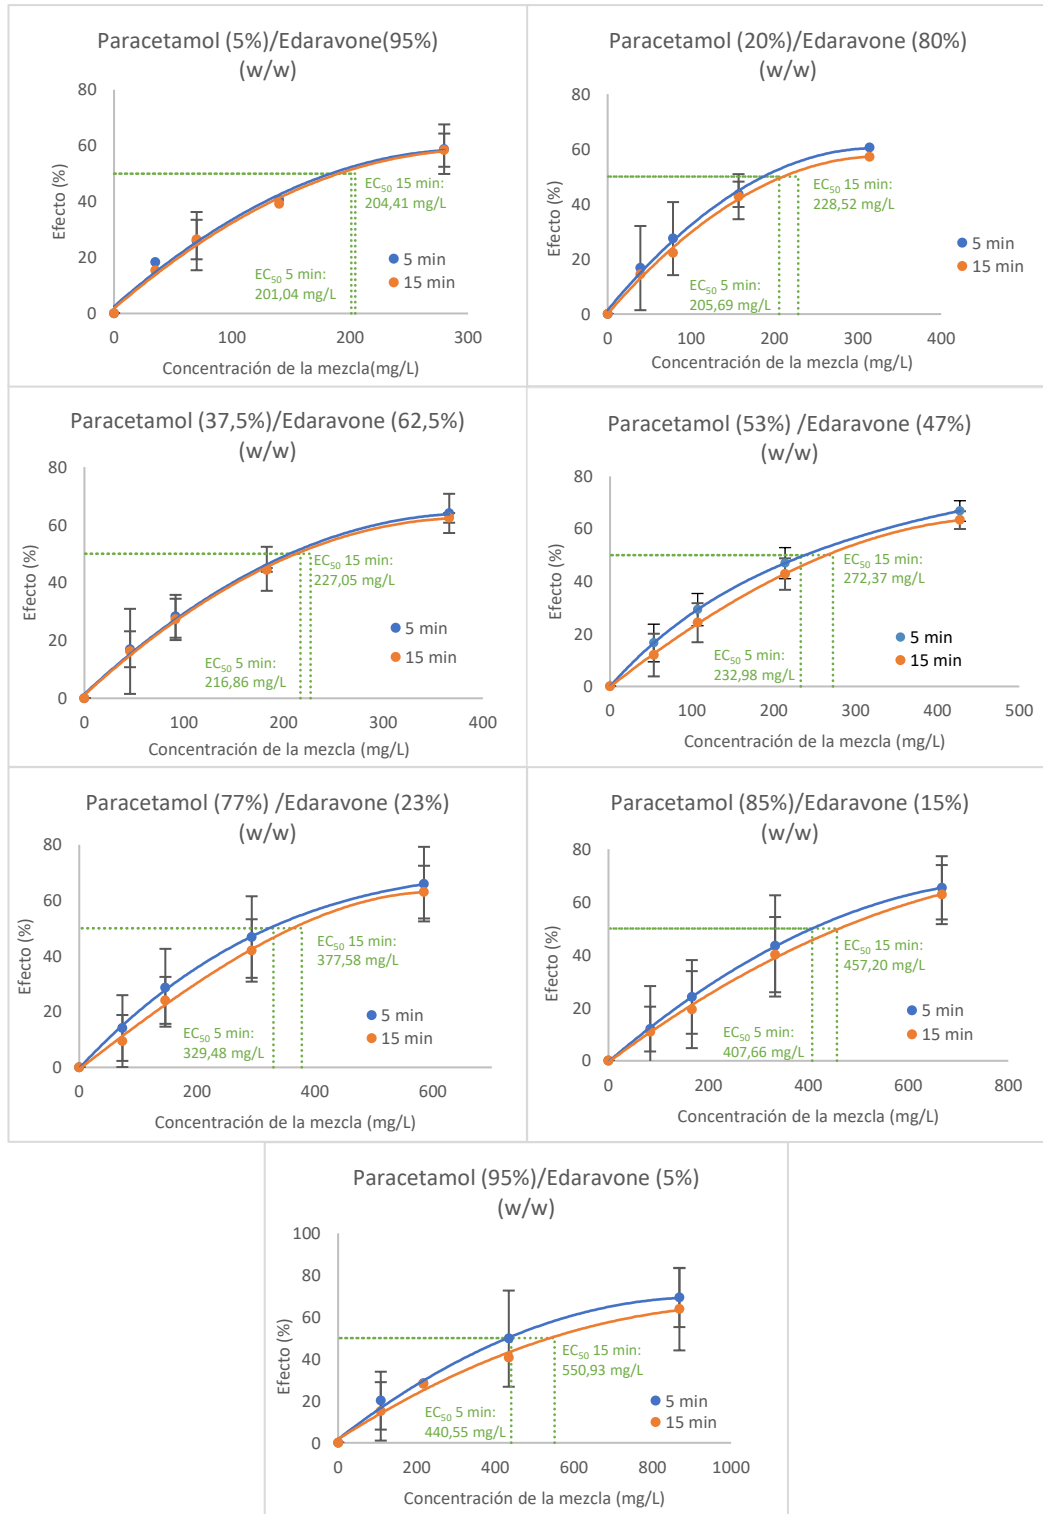 Paracetamol (5%)/Edaravone(95%)
(w/w)
80
60
40
20
0
Efecto (%)
EC₅₀ 15 min:
204,41 mg/L
EC₅₀ 5 min:
201,04 mg/L
5 min
15 min
0 100 200 300
Concentración de la mezcla(mg/L)
Paracetamol (20%)/Edaravone (80%)
(w/w)
80
60
40
20
0
Efecto (%)
EC₅₀ 15 min:
228,52 mg/L
EC₅₀ 5 min:
205,69 mg/L
5 min
15 min
0 100 200 300 400
Concentración de la mezcla (mg/L)
Paracetamol (37,5%)/Edaravone (62,5%)
(w/w)
80
60
40
20
0
Efecto (%)
EC₅₀ 15 min:
227,05 mg/L
EC₅₀ 5 min:
216,86 mg/L
5 min
15 min
0 100 200 300 400
Concentración de la mezcla (mg/L)
Paracetamol (53%) /Edaravone (47%)
(w/w)
80
60
40
20
0
Efecto (%)
EC₅₀ 15 min:
272,37 mg/L
EC₅₀ 5 min:
232,98 mg/L
5 min
15 min
0 100 200 300 400 500
Concentración de la mezcla (mg/L)
Paracetamol (77%) /Edaravone (23%)
(w/w)
80
60
40
20
0
Efecto (%)
EC₅₀ 15 min:
377,58 mg/L
EC₅₀ 5 min:
329,48 mg/L
5 min
15 min
0 200 400 600
Concentración de la mezcla (mg/L)
Paracetamol (85%)/Edaravone (15%)
(w/w)
80
60
40
20
0
Efecto (%)
EC₅₀ 15 min:
457,20 mg/L
EC₅₀ 5 min:
407,66 mg/L
5 min
15 min
0 200 400 600 800
Concentración de la mezcla (mg/L)
Paracetamol (95%)/Edaravone (5%)
(w/w)
100
80
60
40
20
0
Efecto (%)
EC₅₀ 15 min:
550,93 mg/L
EC₅₀ 5 min:
440,55 mg/L
5 min
15 min
0 200 400 600 800 1000
Concentración de la mezcla (mg/L)